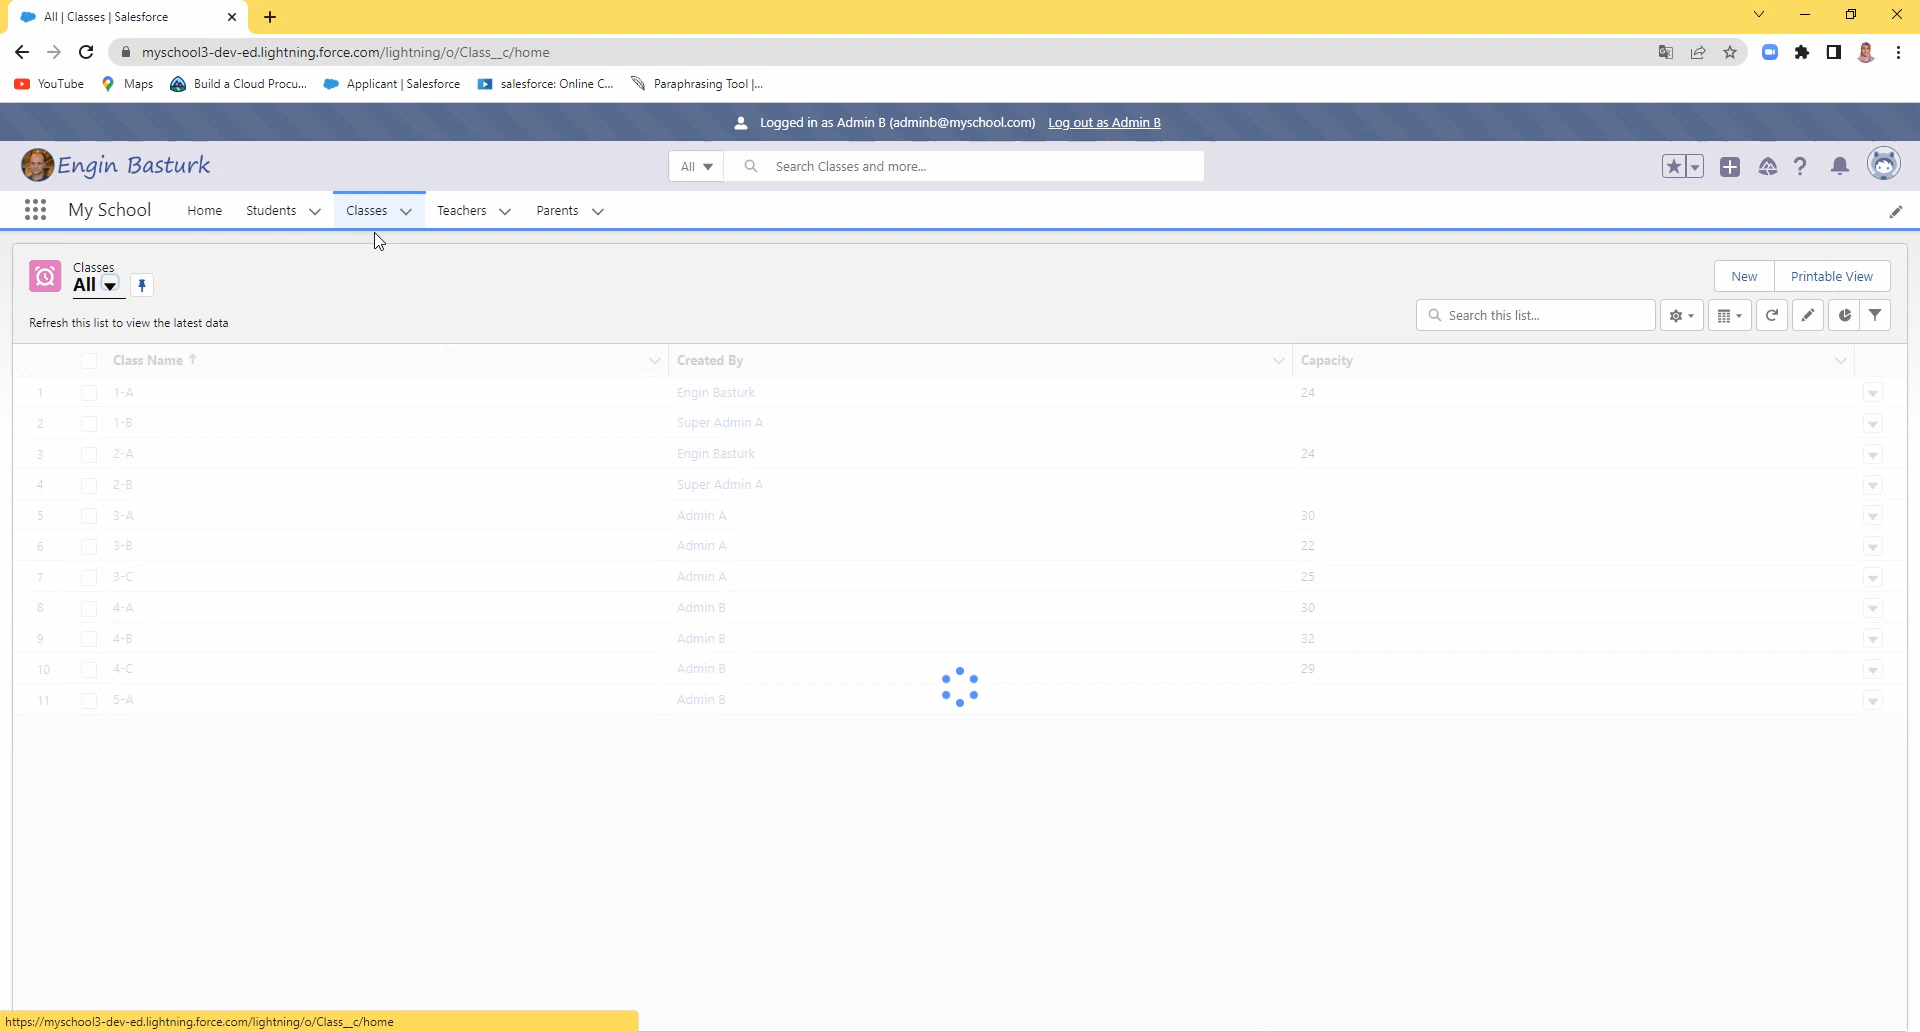 All | Classes | Salesforce
myschool3-dev-ed.lightning.force.com/lightning/o/Class__c/home
YouTube Maps Build a Cloud Procu... Applicant | Salesforce salesforce: Online C... Paraphrasing Tool |...
Logged in as Admin B (adminb@myschool.com) Log out as Admin B
Engin Basturk All Search Classes and more...
My School Home Students Classes Teachers Parents
Classes
All
New Printable View
Refresh this list to view the latest data
Search this list...
Class Name Created By Capacity
1 1-A Engin Basturk 24
2 1-B Super Admin A
3 2-A Engin Basturk 24
4 2-B Super Admin A
5 3-A Admin A 30
6 3-B Admin A 22
7 3-C Admin A 25
8 4-A Admin B 30
9 4-B Admin B 32
10 4-C Admin B 29
11 5-A Admin B
https://myschool3-dev-ed.lightning.force.com/lightning/o/Class__c/home